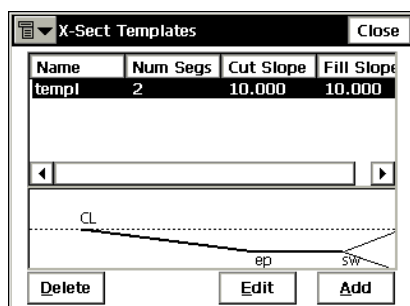 X-Sect Templates Close
Name Num Segs Cut Slope Fill Slope
templ 2 10.000 10.000
CL
ep sw
Delete Edit Add